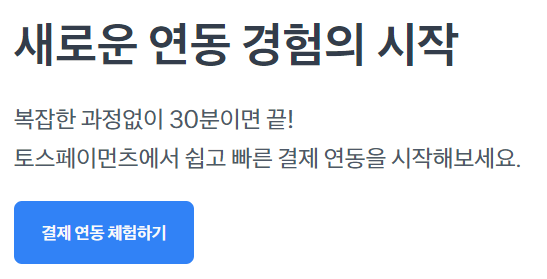 새로운 연동 경험의 시작
복잡한 과정없이 30분이면 끝!
토스페이먼츠에서 쉽고 빠른 결제 연동을 시작해보세요.
결제 연동 체험하기